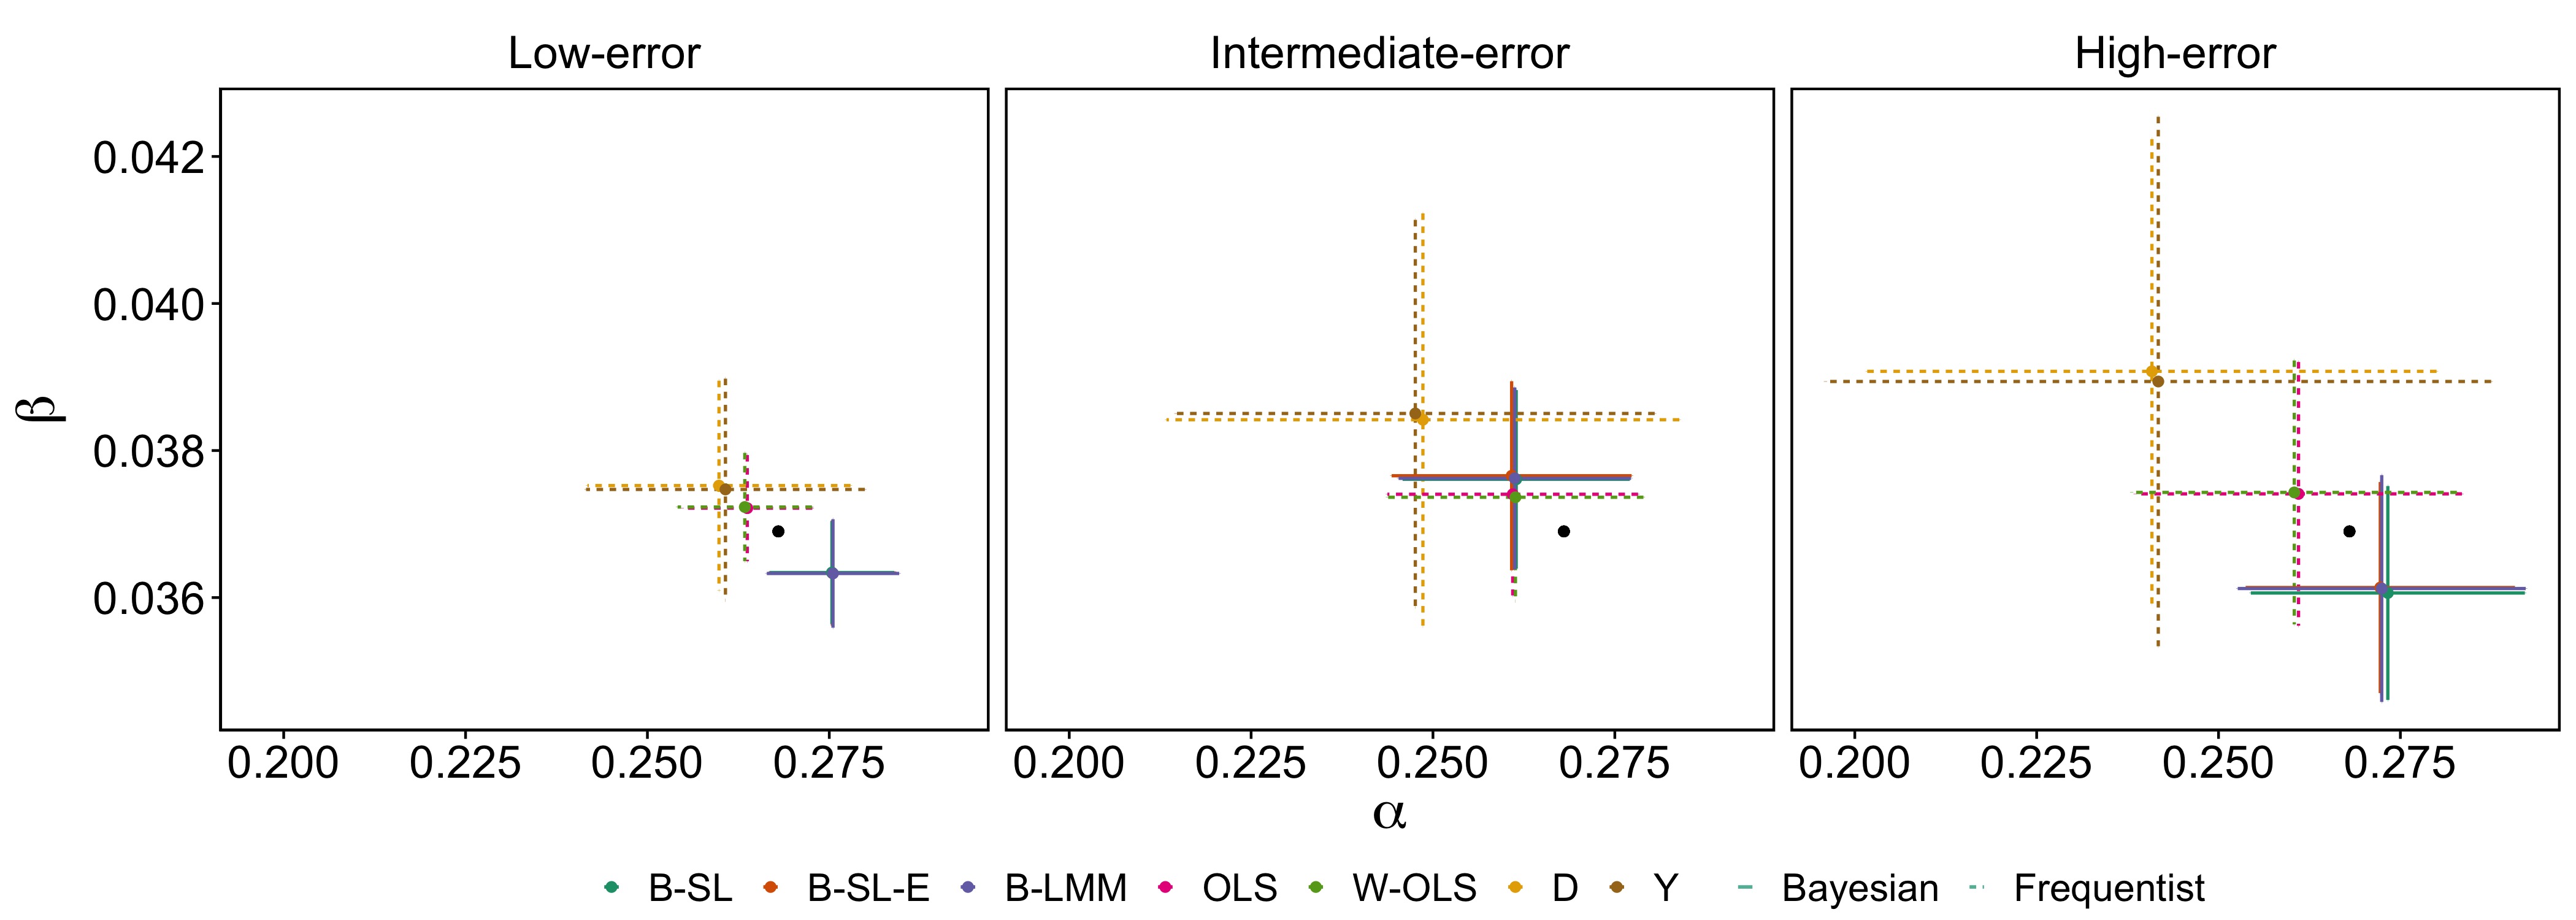 Low-error Intermediate-error High-error
0.042
0.040
0.038
0.036
β
0.200 0.225 0.250 0.275 0.200 0.225 0.250 0.275 0.200 0.225 0.250 0.275
α
B-SL B-SL-E B-LMM OLS W-OLS D Y Bayesian Frequentist